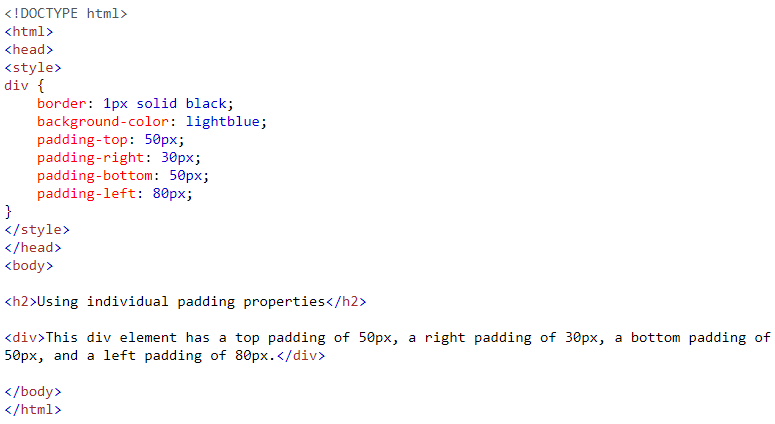 <!DOCTYPE html>
<html>
<head>
<style>
div {
    border: 1px solid black;
    background-color: lightblue;
    padding-top: 50px;
    padding-right: 30px;
    padding-bottom: 50px;
    padding-left: 80px;
}
</style>
</head>
<body>

<h2>Using individual padding properties</h2>

<div>This div element has a top padding of 50px, a right padding of 30px, a bottom padding of
50px, and a left padding of 80px.</div>

</body>
</html>